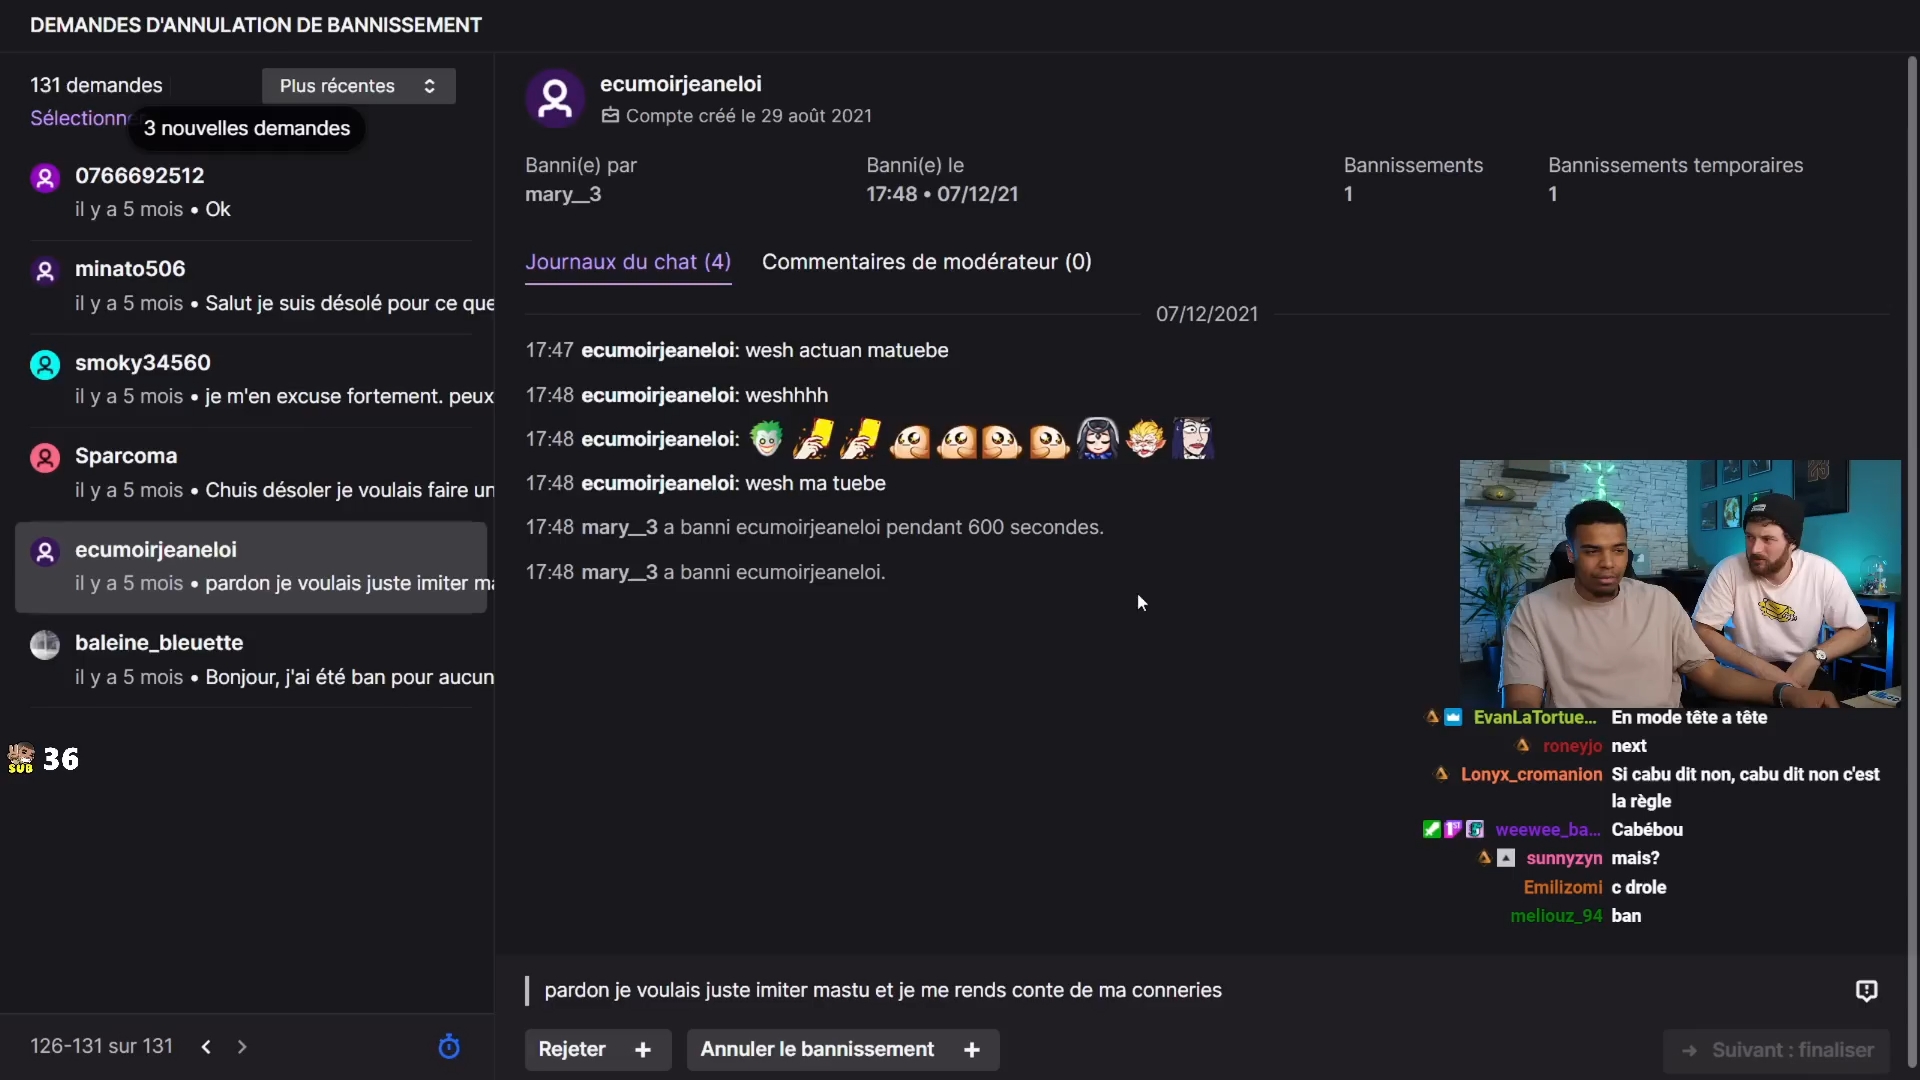 DEMANDES D'ANNULATION DE BANNISSEMENT
131 demandes
Plus récentes
Sélectionne
3 nouvelles demandes
0766692512
il y a 5 mois • Ok
minato506
il y a 5 mois • Salut je suis désolé pour ce que
smoky34560
il y a 5 mois • je m'en excuse fortement. peux
Sparcoma
il y a 5 mois • Chuis désoler je voulais faire un
ecumoirjeaneloi
il y a 5 mois • pardon je voulais juste imiter ma
baleine_bleuette
il y a 5 mois • Bonjour, j'ai été ban pour aucun
SUB 36
126-131 sur 131
ecumoirjeaneloi
Compte créé le 29 août 2021
Banni(e) par
mary__3
Banni(e) le
17:48 • 07/12/21
Bannissements
1
Bannissements temporaires
1
Journaux du chat (4)
Commentaires de modérateur (0)
07/12/2021
17:47 ecumoirjeaneloi: wesh actuan matuebe
17:48 ecumoirjeaneloi: weshhhh
17:48 ecumoirjeaneloi:
17:48 ecumoirjeaneloi: wesh ma tuebe
17:48 mary__3 a banni ecumoirjeaneloi pendant 600 secondes.
17:48 mary__3 a banni ecumoirjeaneloi.
23
EvanLaTortue... En mode tête a tête
roneyjo next
Lonyx_cromanion Si cabu dit non, cabu dit non c'est
la règle
weewee_ba... Cabébou
sunnyzyn mais?
Emilizomi c drole
meliouz_94 ban
pardon je voulais juste imiter mastu et je me rends conte de ma conneries
Rejeter +
Annuler le bannissement +
Suivant : finaliser